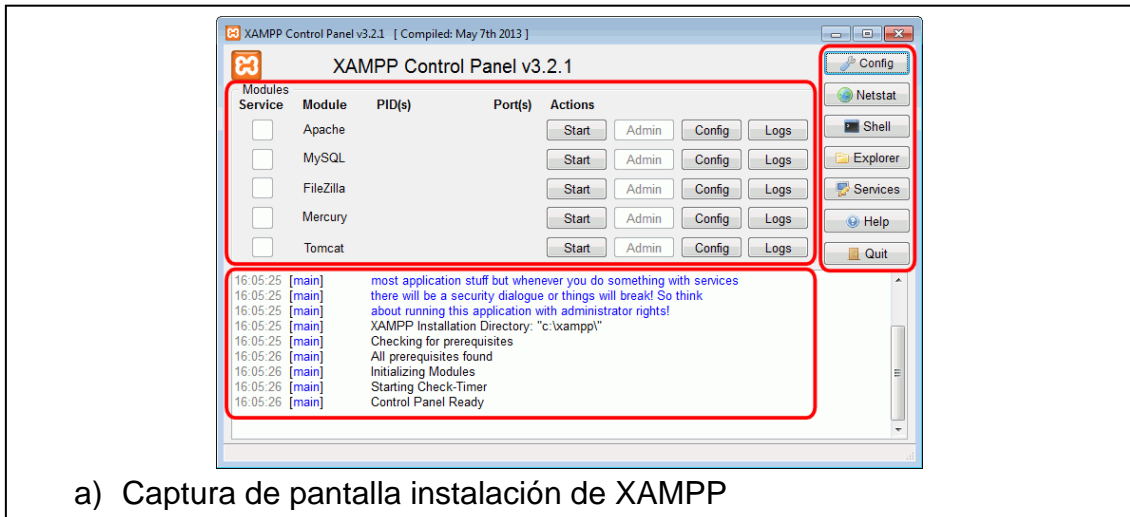 XAMPP Control Panel v3.2.1 [ Compiled: May 7th 2013 ]
XAMPP Control Panel v3.2.1
Config
Netstat
Shell
Explorer
Services
Help
Quit
Modules
Service Module PID(s) Port(s) Actions
Apache Start Admin Config Logs
MySQL Start Admin Config Logs
FileZilla Start Admin Config Logs
Mercury Start Admin Config Logs
Tomcat Start Admin Config Logs
16:05:25 [main] most application stuff but whenever you do something with services
16:05:25 [main] there will be a security dialogue or things will break! So think
16:05:25 [main] about running this application with administrator rights!
16:05:25 [main] XAMPP Installation Directory: "c:\xampp\"
16:05:25 [main] Checking for prerequisites
16:05:26 [main] All prerequisites found
16:05:26 [main] Initializing Modules
16:05:26 [main] Starting Check-Timer
16:05:26 [main] Control Panel Ready
a) Captura de pantalla instalación de XAMPP